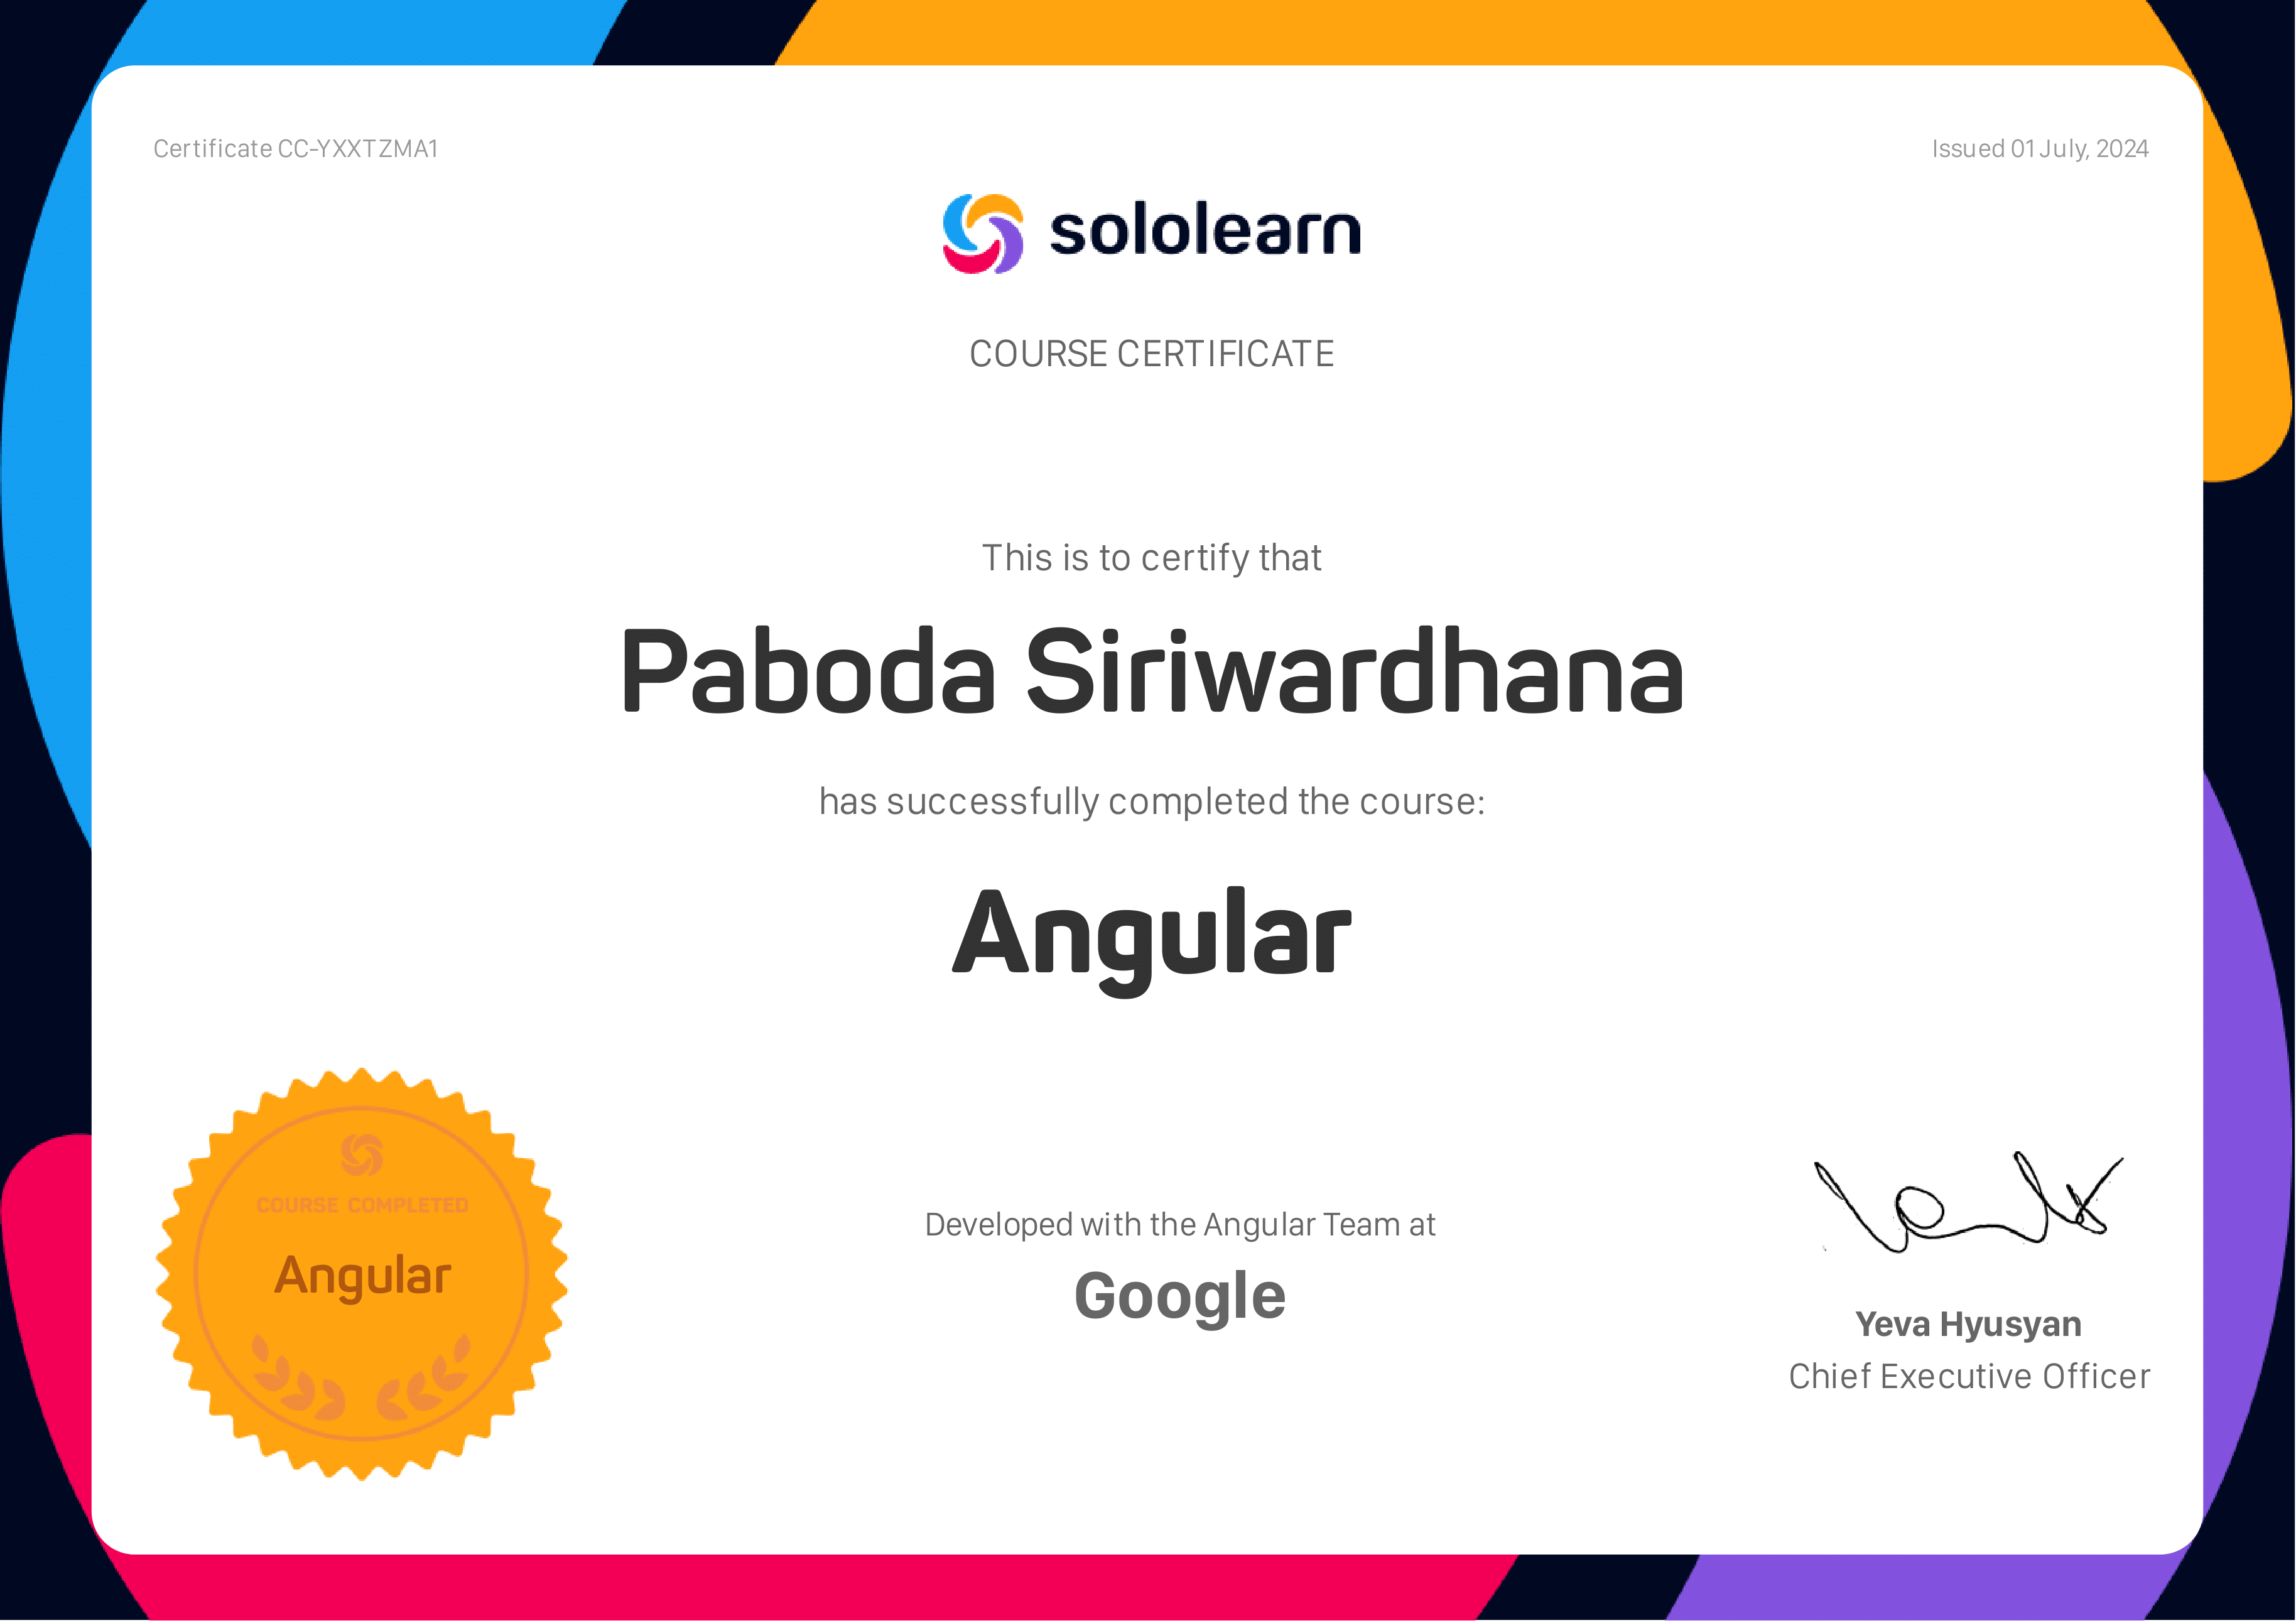 Certificate CC-YXXTZMA1
Issued 01 July, 2024
sololearn
COURSE CERTIFICATE
This is to certify that
Paboda Siriwardhana
has successfully completed the course:
Angular
COURSE COMPLETED
Angular
Developed with the Angular Team at
Google
Yeva Hyusyan
Chief Executive Officer